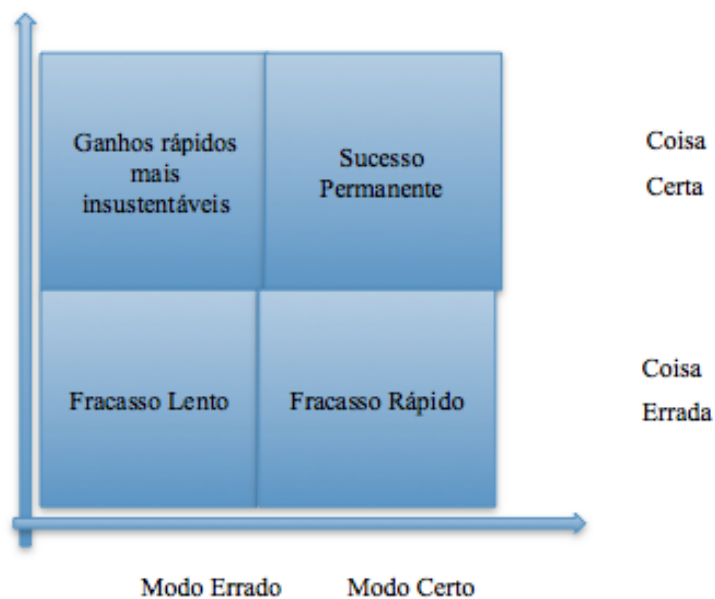 Ganhos rápidos
mais
insustentáveis
Sucesso
Permanente
Coisa
Certa
Fracasso Lento
Fracasso Rápido
Coisa
Errada
Modo Errado
Modo Certo